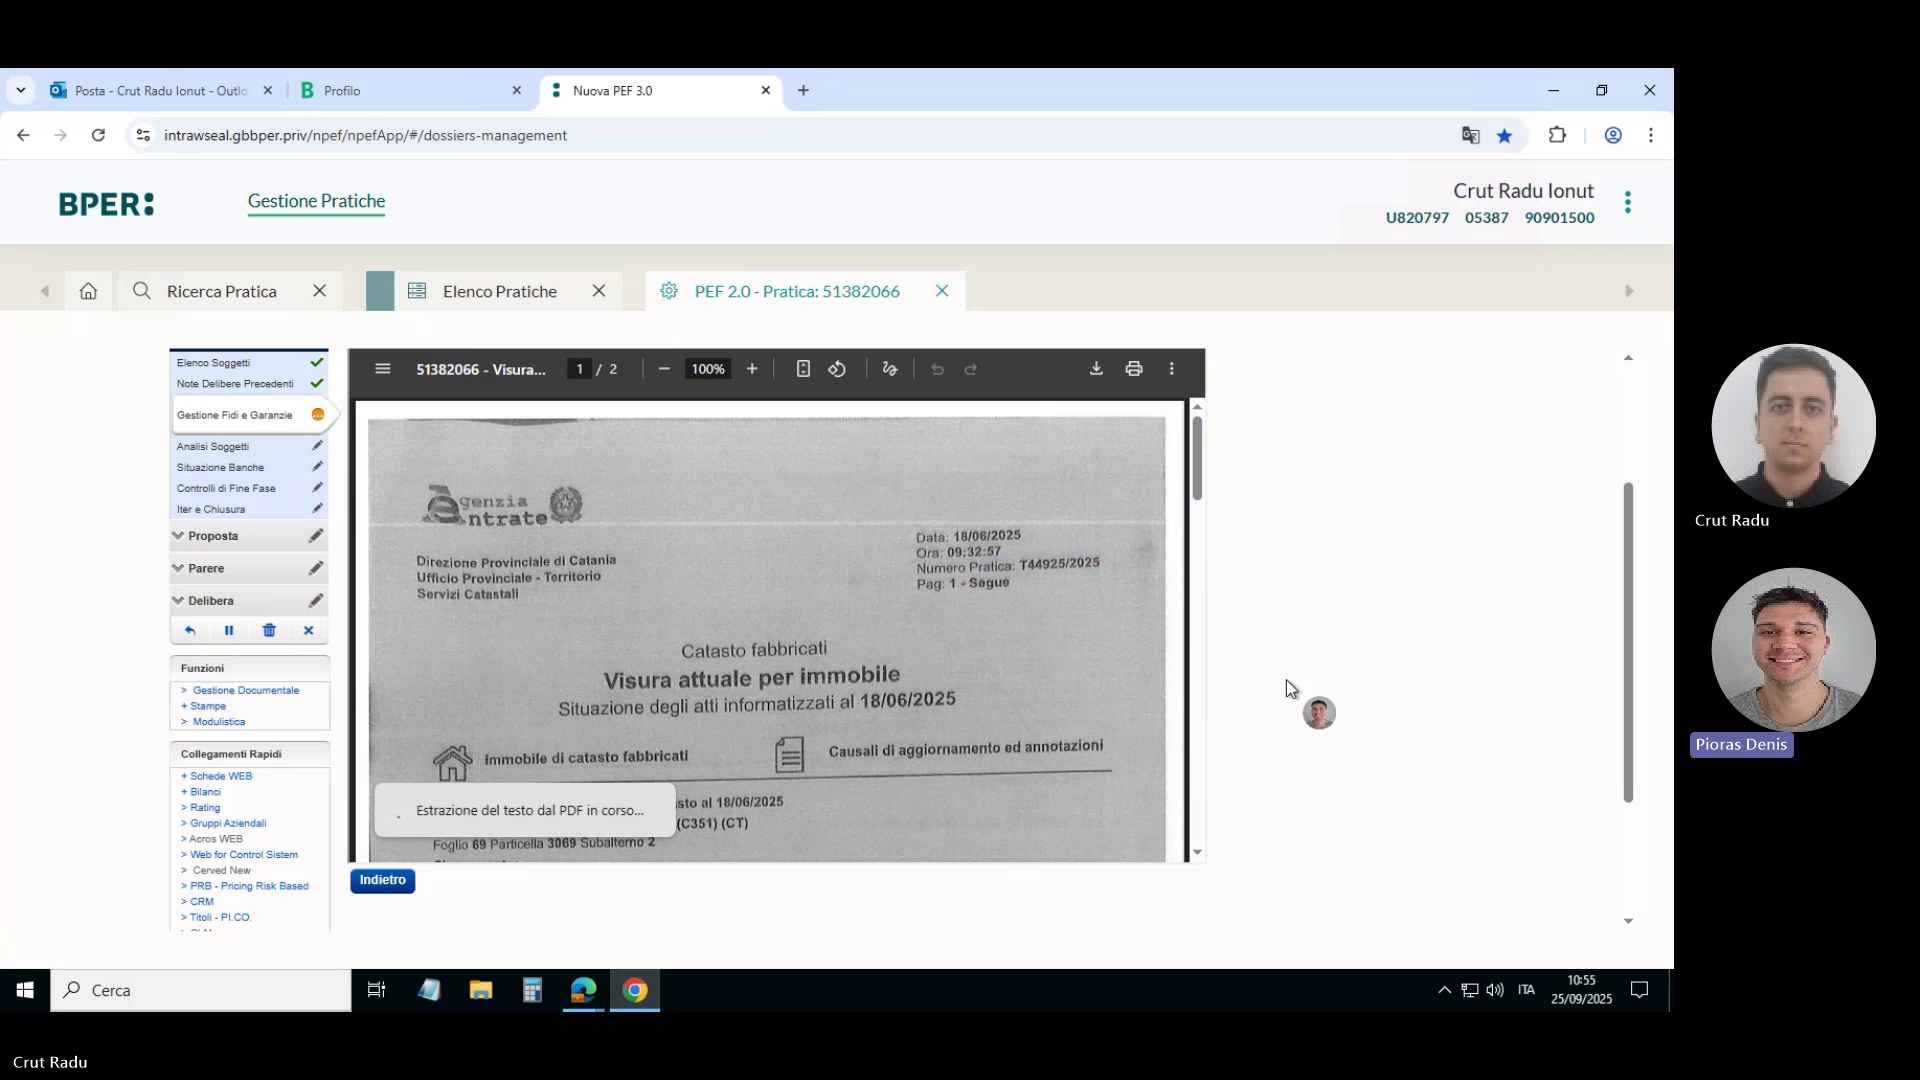 Posta - Crut Radu Ionut - Outlo
Profilo
Nuova PEF 3.0
intrawseal.gbbper.priv/npef/npefApp/#/dossiers-management
BPER:
Gestione Pratiche
Crut Radu Ionut
U820797 05387 90901500
Ricerca Pratica
Elenco Pratiche
PEF 2.0 - Pratica: 51382066
Elenco Soggetti
Note Delibere Precedenti
Gestione Fidi e Garanzie
Analisi Soggetti
Situazione Banche
Controlli di Fine Fase
Iter e Chiusura
Proposta
Parere
Delibera
Funzioni
> Gestione Documentale
+ Stampe
> Modulistica
Collegamenti Rapidi
+ Schede WEB
+ Bilanci
> Rating
> Gruppi Aziendali
> Acros WEB
> Web for Control Sistem
> Cerved New
> PRB - Pricing Risk Based
> CRM
> Titoli - PI.CO.
51382066 - Visura...
1 / 2
100%
agenzia
entrate
Direzione Provinciale di Catania
Ufficio Provinciale - Territorio
Servizi Catastali
Data: 18/06/2025
Ora: 09:32:57
Numero Pratica: T44925/2025
Pag: 1 - Segue
Catasto fabbricati
Visura attuale per immobile
Situazione degli atti informatizzati al 18/06/2025
Immobile di catasto fabbricati
Causali di aggiornamento ed annotazioni
sto al 18/06/2025
(C351) (CT)
Foglio 69 Particella 3069 Subalterno 2
Estrazione del testo dal PDF in corso...
Indietro
Crut Radu
Pioras Denis
Cerca
ITA
10:55
25/09/2025
Crut Radu